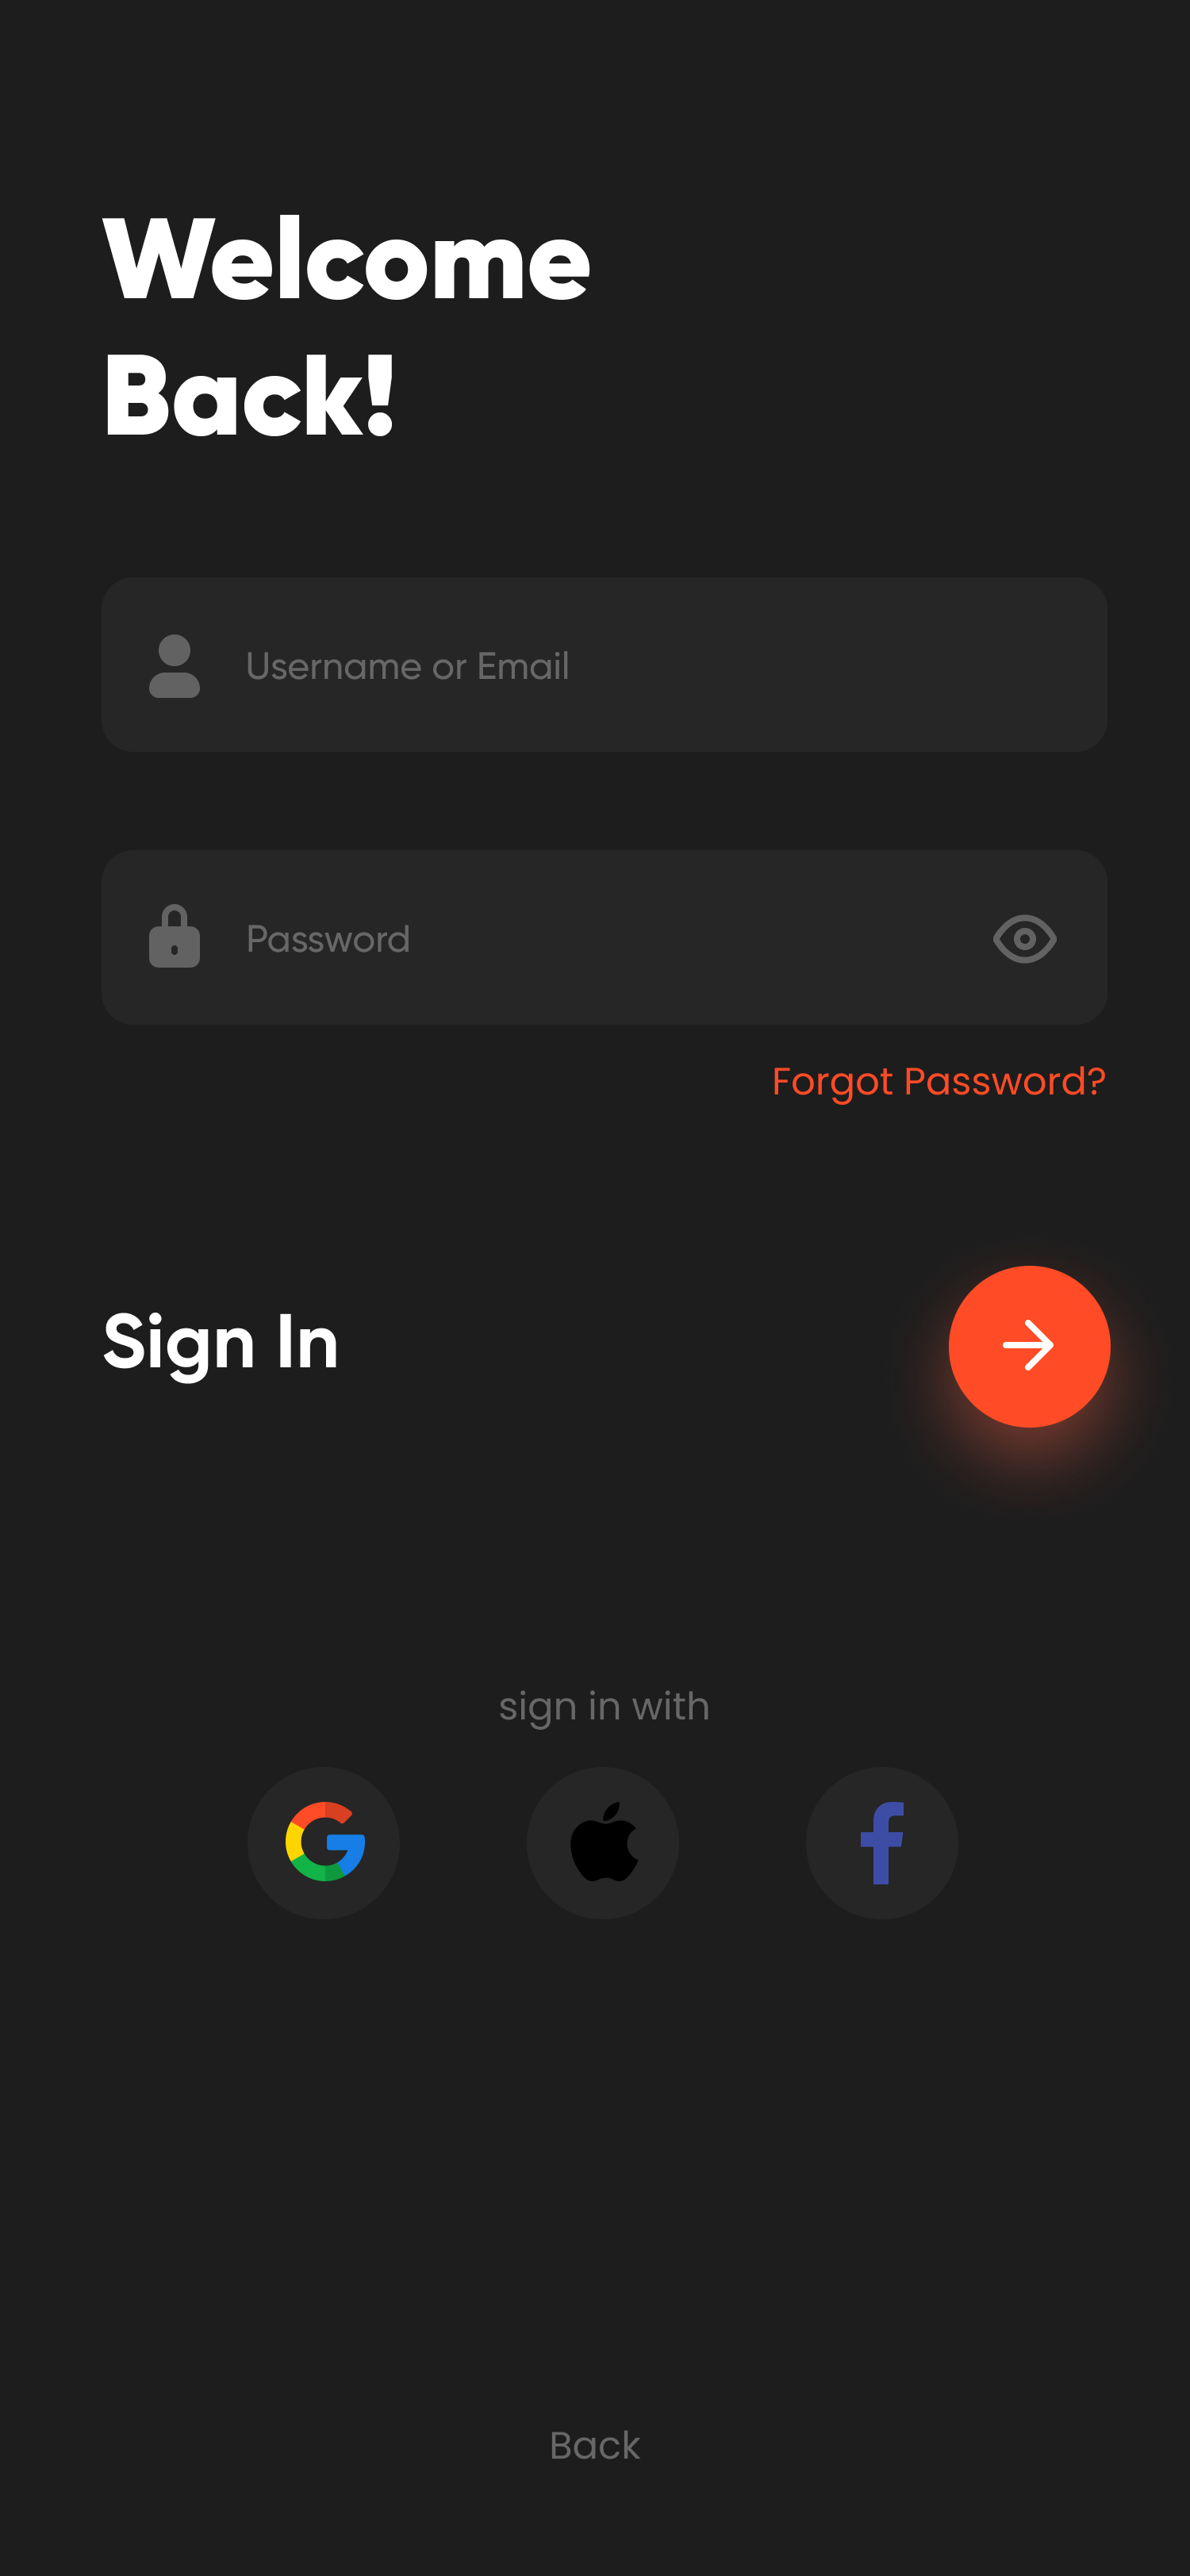 Welcome
Back!
Username or Email
Password
Forgot Password?
Sign In
sign in with
Back